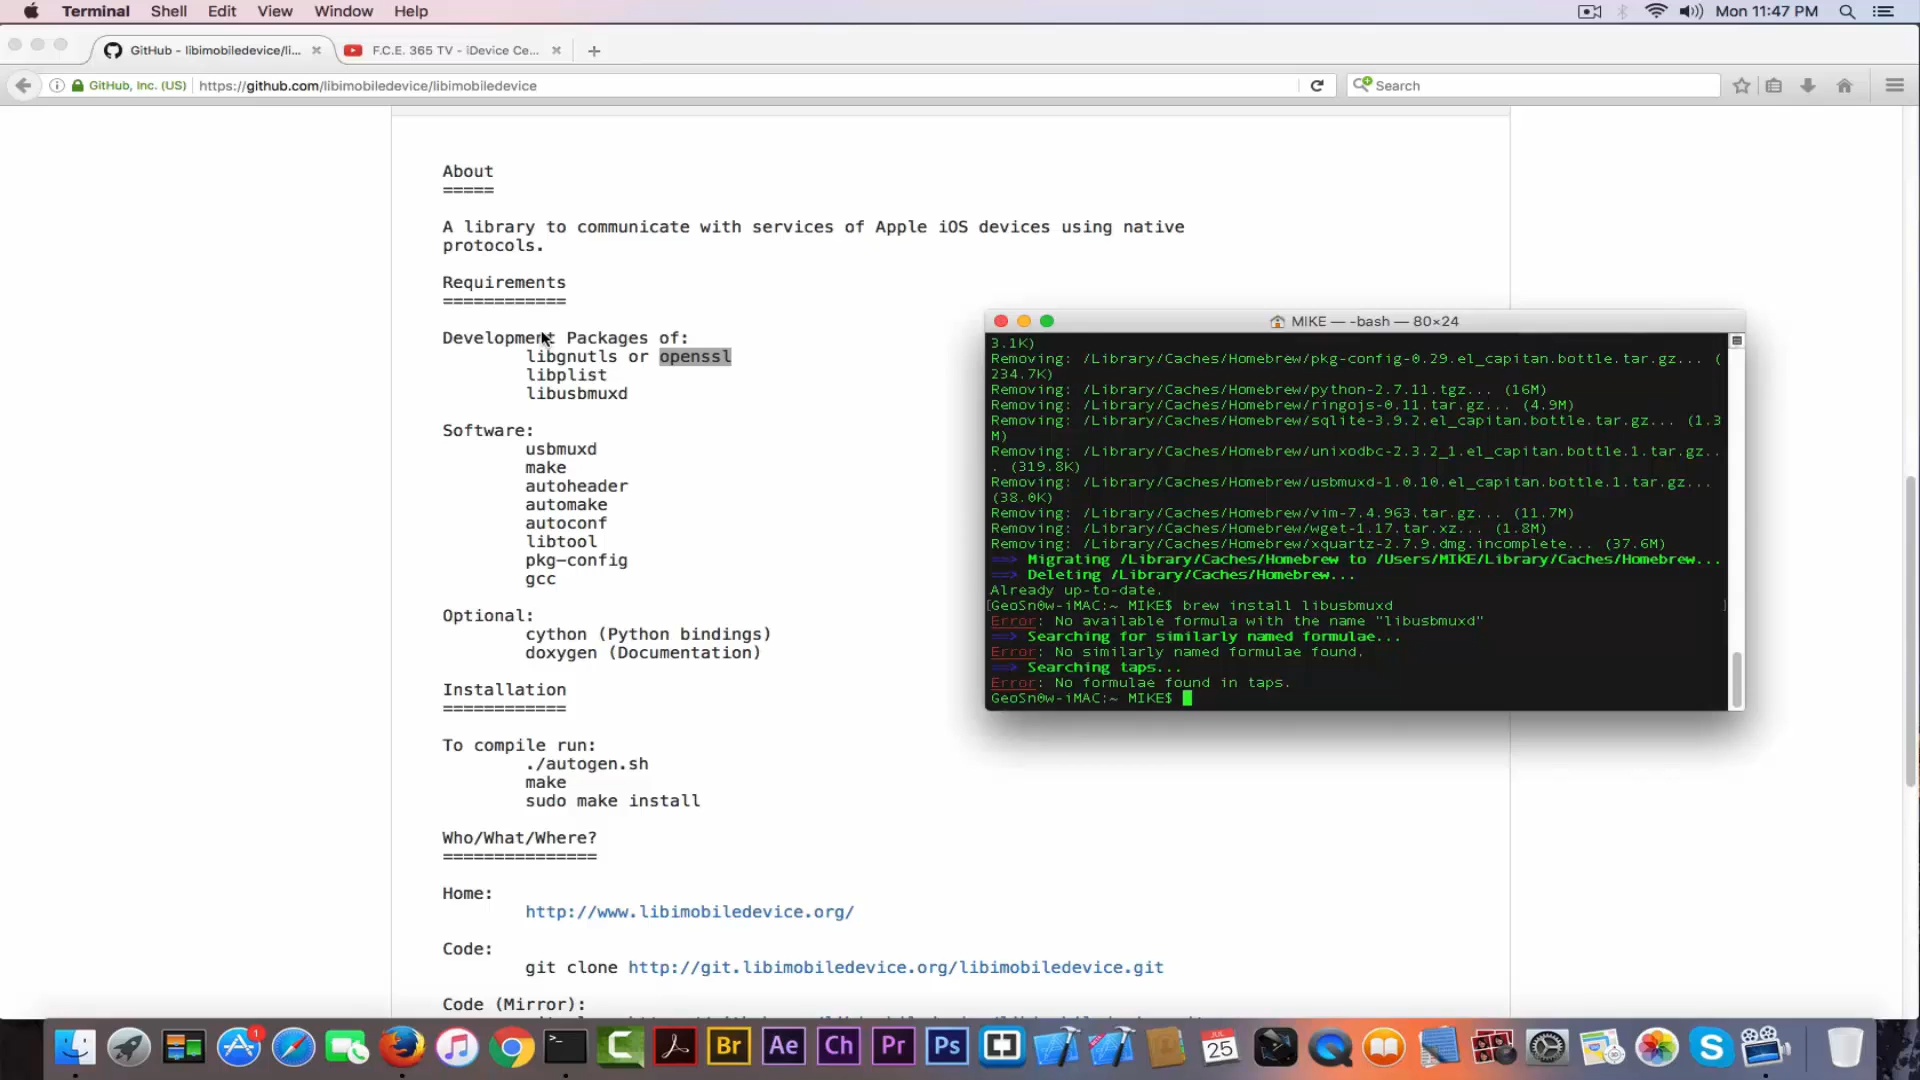 Terminal Shell Edit View Window Help
Mon 11:47 PM
GitHub - libimobiledevice/li...
F.C.E. 365 TV - iDevice Ce...
GitHub, Inc. (US) https://github.com/libimobiledevice/libimobiledevice
Search
About
=====
A library to communicate with services of Apple iOS devices using native
protocols.
Requirements
============
Development Packages of:
libgnutls or openssl
libplist
libusbmuxd
Software:
usbmuxd
make
autoheader
automake
autoconf
libtool
pkg-config
gcc
Optional:
cython (Python bindings)
doxygen (Documentation)
Installation
============
To compile run:
./autogen.sh
make
sudo make install
Who/What/Where?
===============
Home:
http://www.libimobiledevice.org/
Code:
git clone http://git.libimobiledevice.org/libimobiledevice.git
Code (Mirror):
MIKE — -bash — 80×24
3.1K)
Removing: /Library/Caches/Homebrew/pkg-config-0.29.el_capitan.bottle.tar.gz... (
234.7K)
Removing: /Library/Caches/Homebrew/python-2.7.11.tgz... (16M)
Removing: /Library/Caches/Homebrew/ringojs-0.11.tar.gz... (4.9M)
Removing: /Library/Caches/Homebrew/sqlite-3.9.2.el_capitan.bottle.tar.gz... (1.3
M)
Removing: /Library/Caches/Homebrew/unixodbc-2.3.2_1.el_capitan.bottle.1.tar.gz..
. (319.8K)
Removing: /Library/Caches/Homebrew/usbmuxd-1.0.10.el_capitan.bottle.1.tar.gz...
(38.0K)
Removing: /Library/Caches/Homebrew/vim-7.4.963.tar.gz... (11.7M)
Removing: /Library/Caches/Homebrew/wget-1.17.tar.xz... (1.8M)
Removing: /Library/Caches/Homebrew/xquartz-2.7.9.dmg.incomplete... (37.6M)
==> Migrating /Library/Caches/Homebrew to /Users/MIKE/Library/Caches/Homebrew...
==> Deleting /Library/Caches/Homebrew...
Already up-to-date.
[GeoSn0w-iMAC:~ MIKE$ brew install libusbmuxd ]
Error: No available formula with the name "libusbmuxd"
==> Searching for similarly named formulae...
Error: No similarly named formulae found.
==> Searching taps...
Error: No formulae found in taps.
GeoSn0w-iMAC:~ MIKE$
1
>_
C
Br
Ae
Ch
Pr
Ps
JUL
25
S